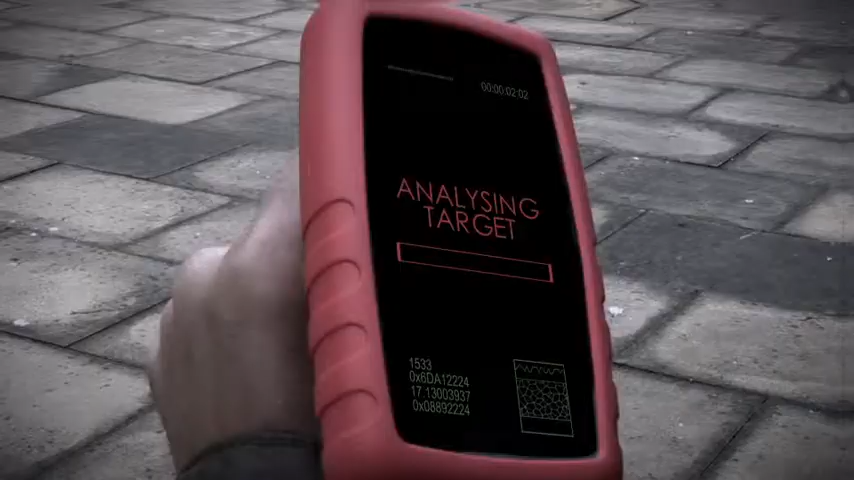 00:00:02:02
ANALYSING
TARGET
1533
0x6DA12224
17.13003937
0x08892224